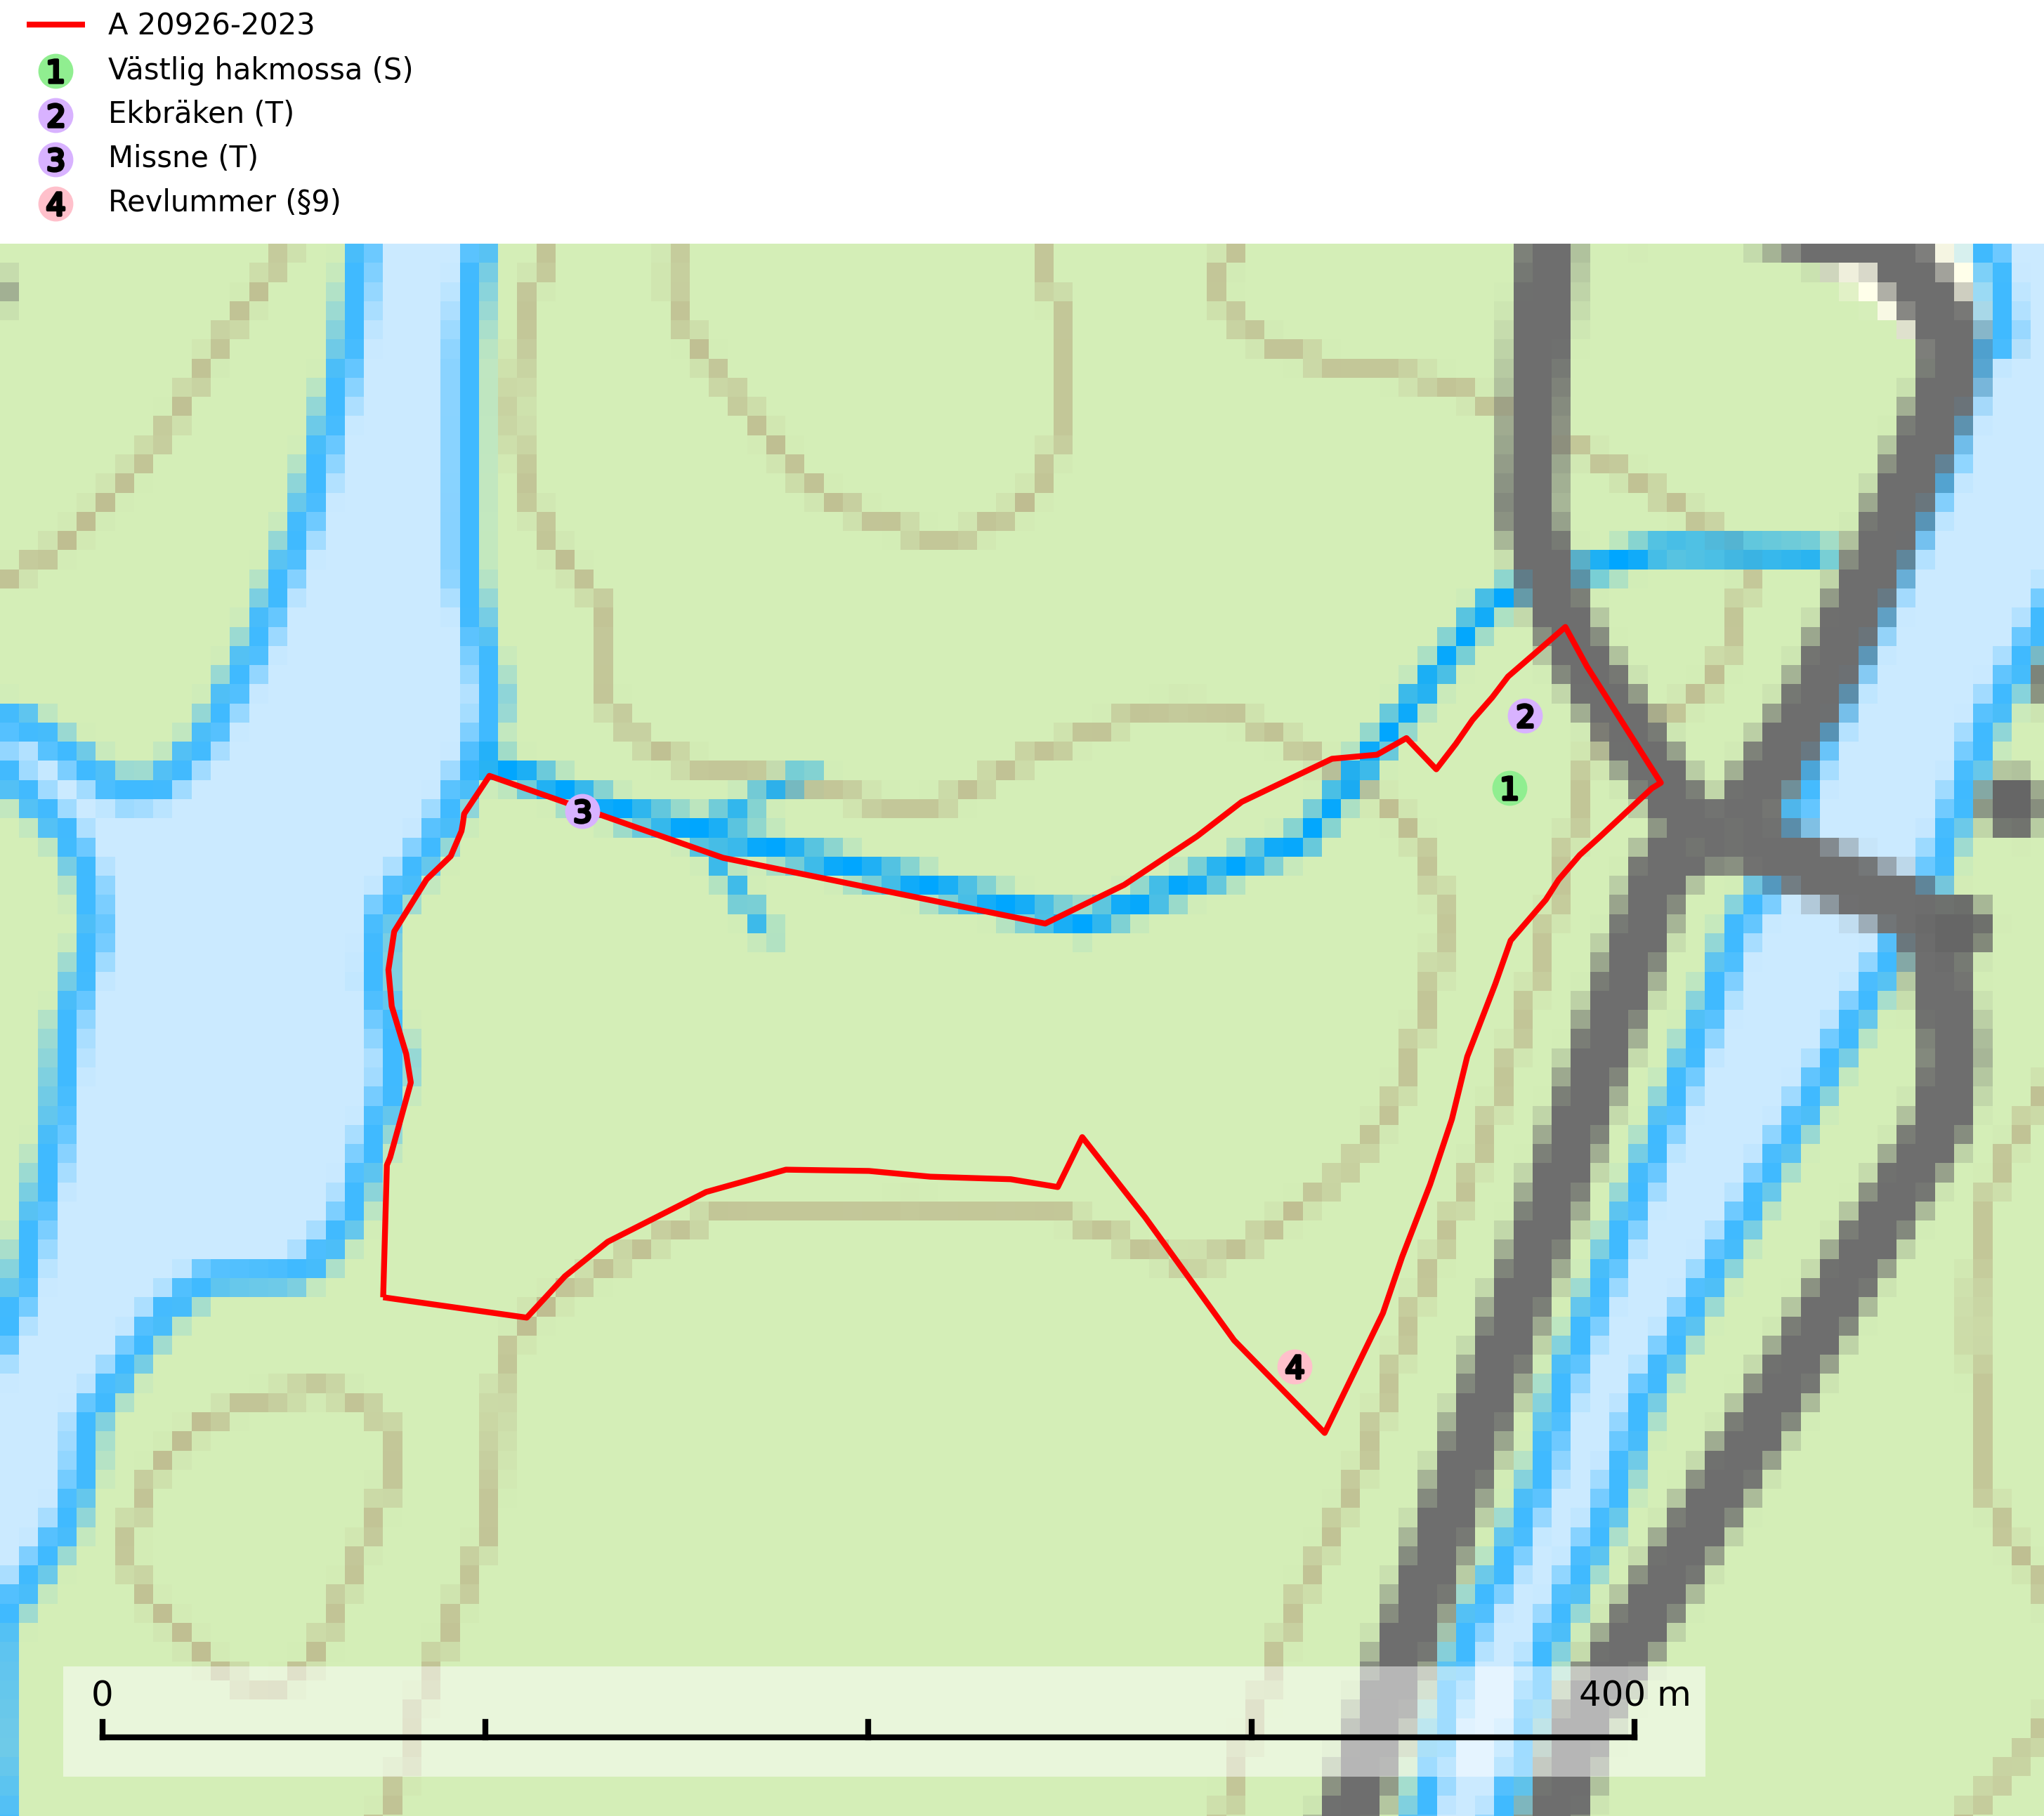 A 20926-2023
1 Västlig hakmossa (S)
2 Ekbräken (T)
3 Missne (T)
4 Revlummer (§9)
2
1
3
4
0 400 m